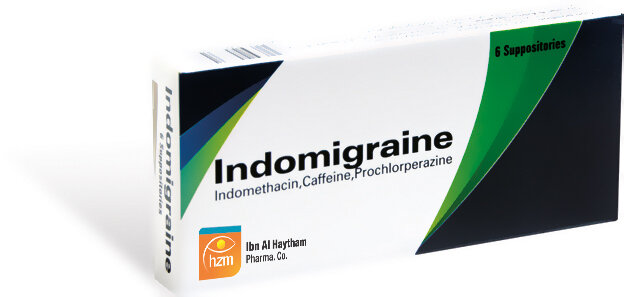 6 Suppositories
Indomigraine
Indomethacin,Caffeine,Prochlorperazine
hzm
Ibn Al Haytham
Pharma. Co.
Indomigraine
6 Suppositories